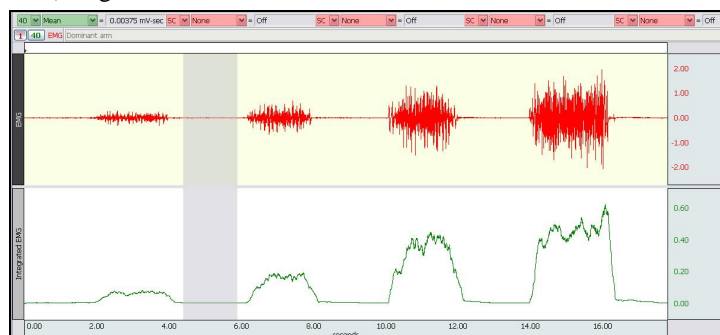 40 Mean = 0.00375 mV-sec SC None = Off SC None = Off SC None = Off SC None = Off
1 40 EMG Dominant arm
EMG
2.00
1.00
0.00
-1.00
-2.00
Integrated EMG
0.60
0.40
0.20
0.00
0.00 2.00 4.00 6.00 8.00 10.00 12.00 14.00 16.00
seconds